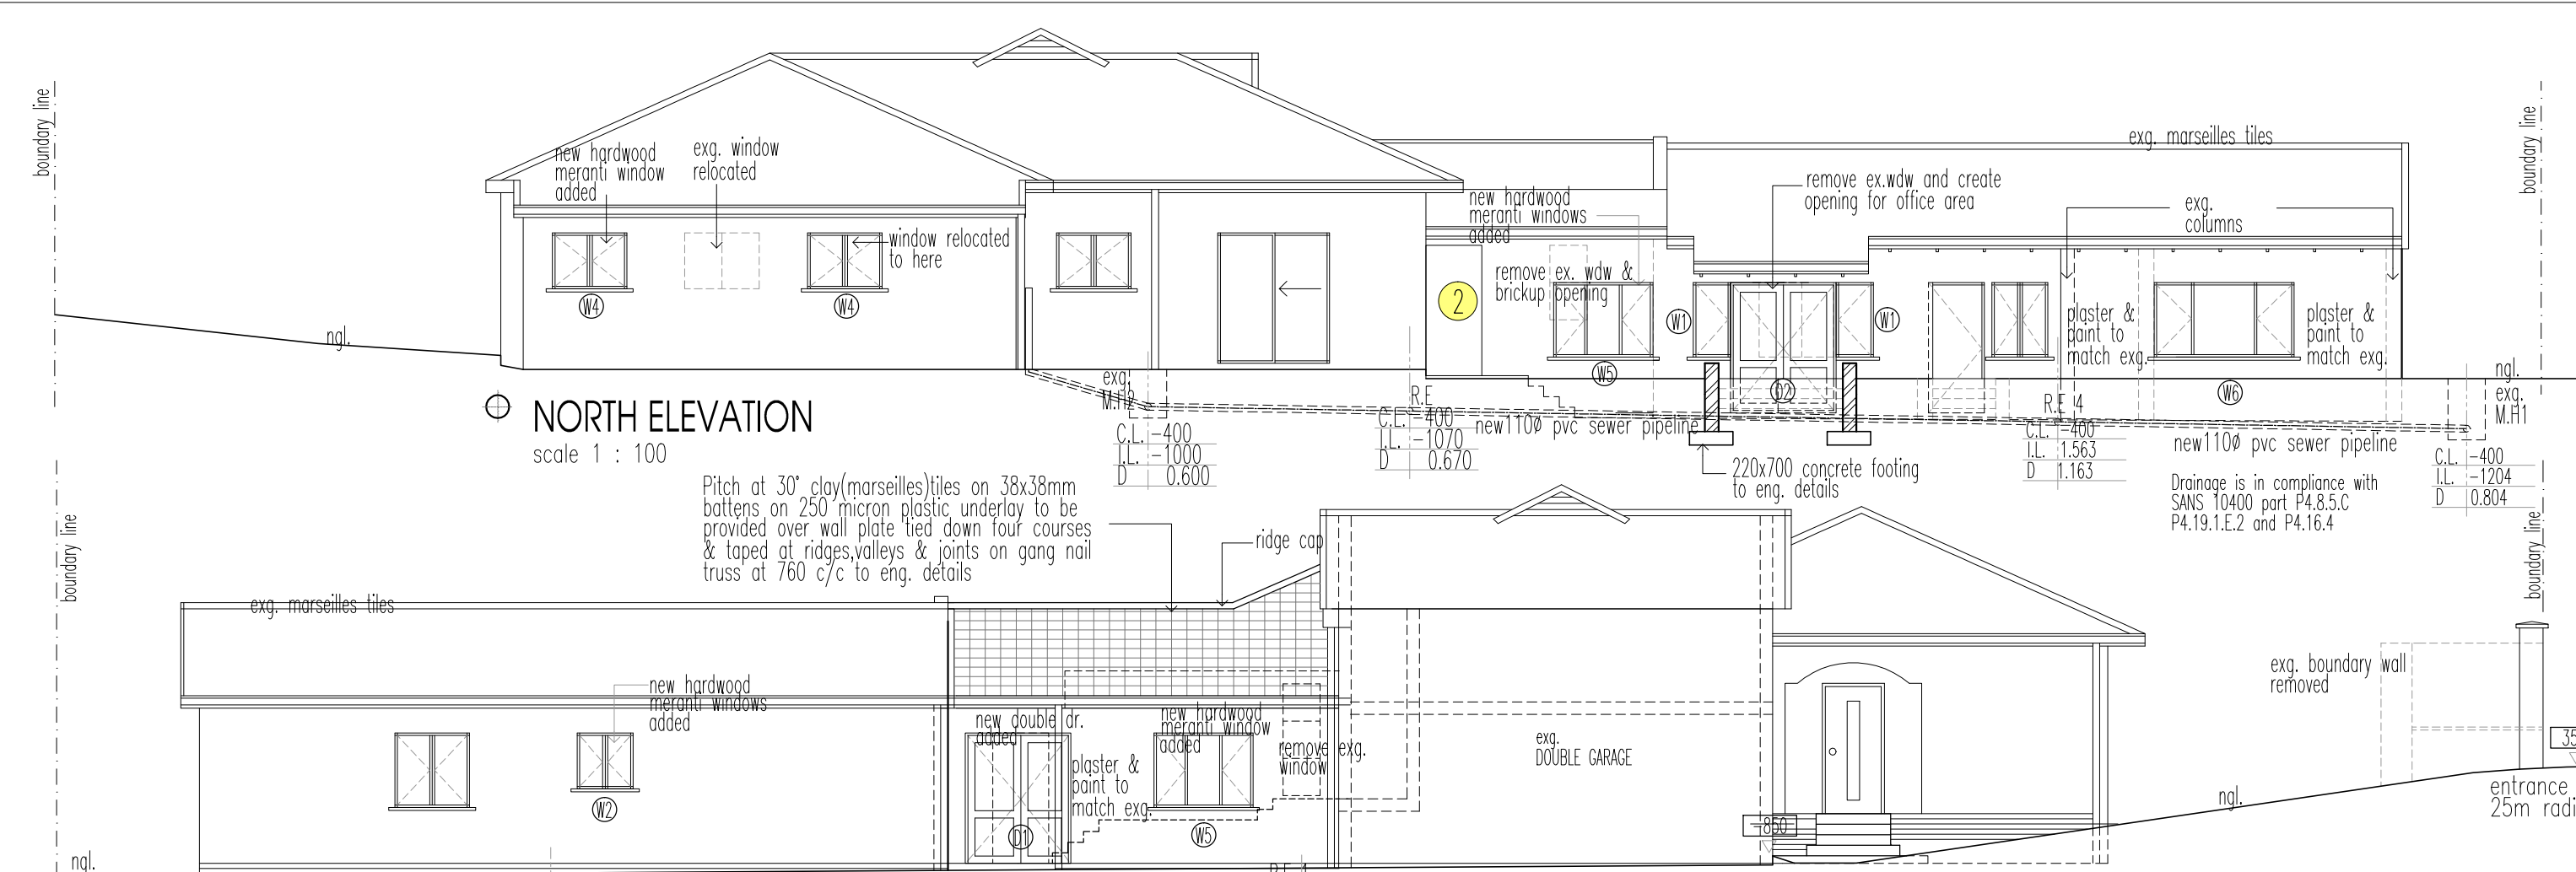 boundary line
new hardwood
meranti window
added
exg. window
relocated
window relocated
to here
W4
W4
ngl.
new hardwood
meranti windows
added
remove ex. wdw &
brickup opening
2
remove ex.wdw and create
opening for office area
exg. marseilles tiles
exg.
columns
boundary line
W1
W1
W5
D2
plaster &
paint to
match exg.
plaster &
paint to
match exg.
W6
ngl.
exg.
M.H1
NORTH ELEVATION
scale 1 : 100
exg.
M.H2
C.L. -400
I.L. -1000
D 0.600
R.E
C.L. -400
I.L. -1070
D 0.670
new110ø pvc sewer pipeline
220x700 concrete footing
to eng. details
R.E 4
C.L. -400
I.L. 1.563
D 1.163
new110ø pvc sewer pipeline
Drainage is in compliance with
SANS 10400 part P4.8.5.C
P4.19.1.E.2 and P4.16.4
C.L. -400
I.L. -1204
D 0.804
boundary line
Pitch at 30° clay(marseilles)tiles on 38x38mm
battens on 250 micron plastic underlay to be
provided over wall plate tied down four courses
& taped at ridges,valleys & joints on gang nail
truss at 760 c/c to eng. details
ridge cap
boundary line
exg. marseilles tiles
new hardwood
meranti windows
added
W2
new double dr.
added
D1
plaster &
paint to
match exg.
new hardwood
meranti window
added
W5
remove exg.
window
exg.
DOUBLE GARAGE
-850
exg. boundary wall
removed
35
entrance
25m radi
ngl.
ngl.